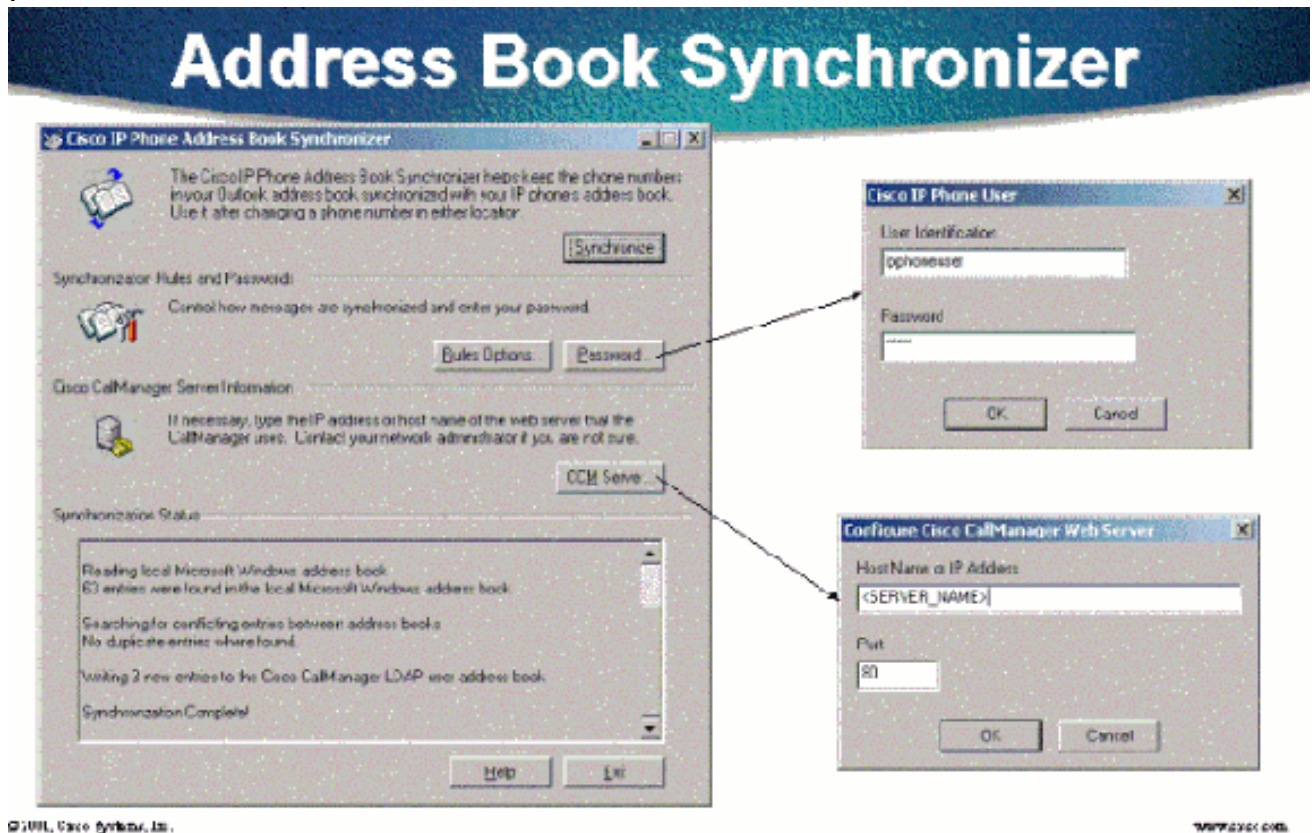 Address Book Synchronizer
Cisco IP Phone Address Book Synchronizer
The Cisco IP Phone Address Book Synchronizer helps keep the phone numbers
in your Outlook address book synchronized with your IP phone's address book.
Use it after changing a phone number in either location.
Synchronize
Synchronization Rules and Passwords
Control how messages are synchronized and enter your password.
Rules Options...
Password...
Cisco CallManager Server Information
If necessary, type the IP address or host name of the web server that the
CallManager uses. Contact your network administrator if you are not sure.
CCM Server...
Synchronization Status
Reading local Microsoft Windows address book
63 entries were found in the local Microsoft Windows address book
Searching for conflicting entries between address books
No duplicate entries where found.
Writing 3 new entries to the Cisco CallManager LDAP user address book
Synchronization Complete!
Help
Exit
Cisco IP Phone User
User Identification
ipphoneuser
Password
OK
Cancel
Configure Cisco CallManager Web Server
Host Name or IP Address
<SERVER_NAME>
Port
80
OK
Cancel
Cisco Systems, Inc.
www.cisco.com